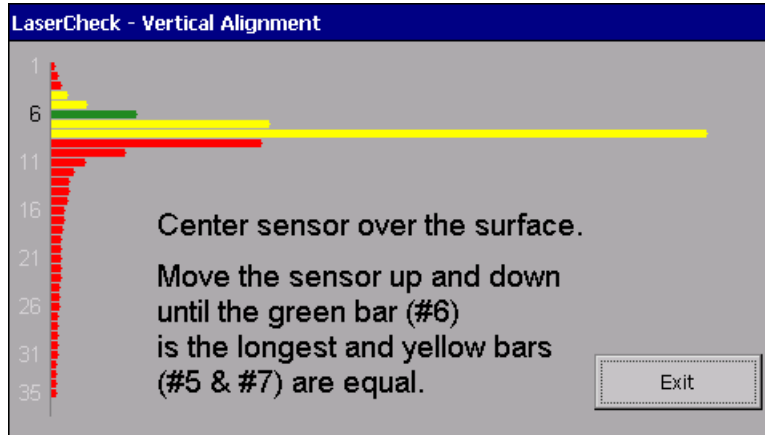 LaserCheck - Vertical Alignment
1
6
11
16
21
26
31
35
Center sensor over the surface.
Move the sensor up and down
until the green bar (#6)
is the longest and yellow bars
(#5 & #7) are equal.
Exit